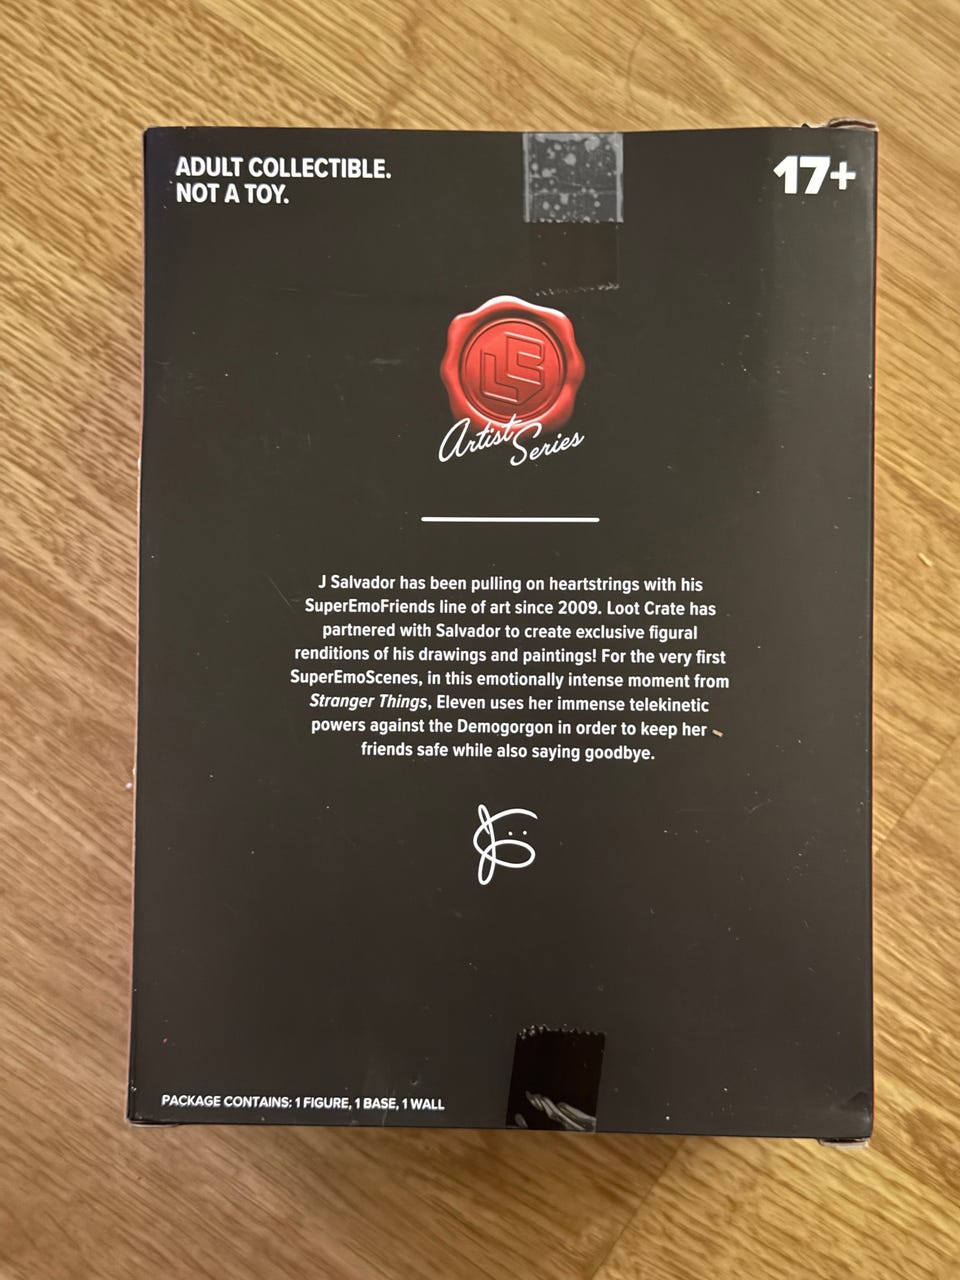 ADULT COLLECTIBLE.
NOT A TOY.
17+
LC
Artist Series
J Salvador has been pulling on heartstrings with his
SuperEmoFriends line of art since 2009. Loot Crate has
partnered with Salvador to create exclusive figural
renditions of his drawings and paintings! For the very first
SuperEmoScenes, in this emotionally intense moment from
Stranger Things, Eleven uses her immense telekinetic
powers against the Demogorgon in order to keep her
friends safe while also saying goodbye.
PACKAGE CONTAINS: 1 FIGURE, 1 BASE, 1 WALL